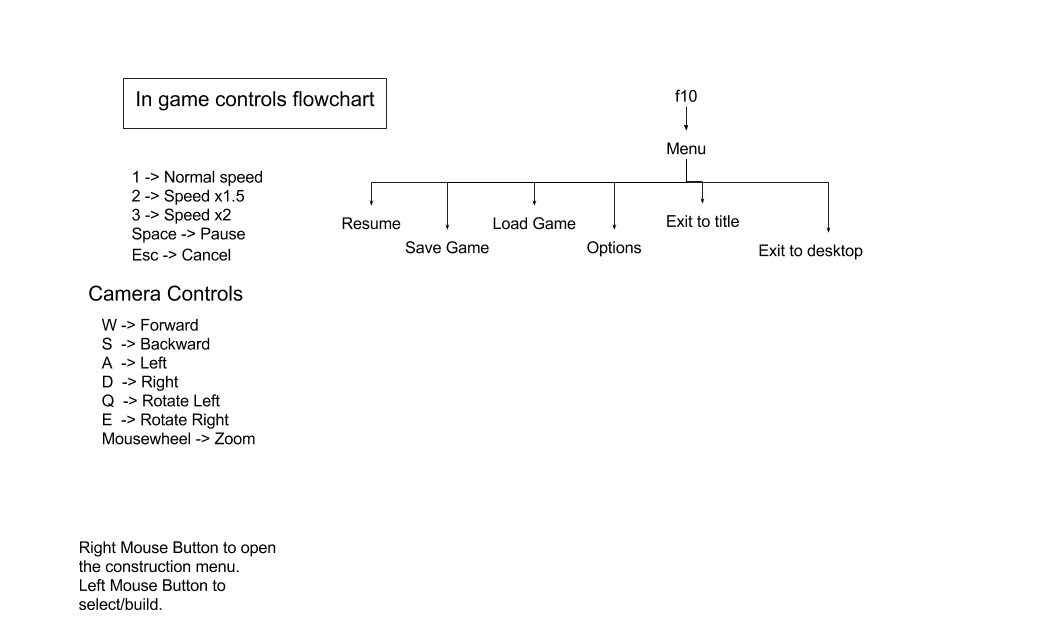 In game controls flowchart
f10
Menu
Resume
Save Game
Load Game
Options
Exit to title
Exit to desktop
1 -> Normal speed
2 -> Speed x1.5
3 -> Speed x2
Space -> Pause
Esc -> Cancel
Camera Controls
W -> Forward
S -> Backward
A -> Left
D -> Right
Q -> Rotate Left
E -> Rotate Right
Mousewheel -> Zoom
Right Mouse Button to open
the construction menu.
Left Mouse Button to
select/build.